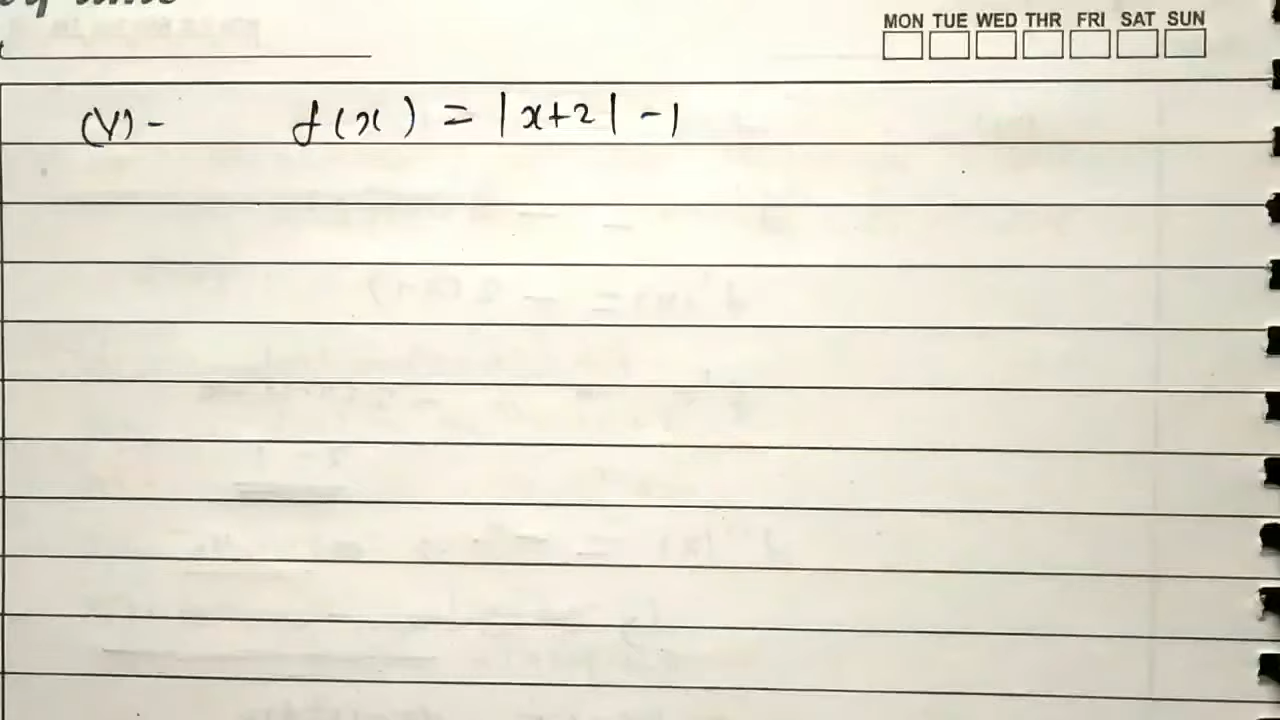 MON TUE WED THR FRI SAT SUN
(V) - f(x) = |x+2| -1